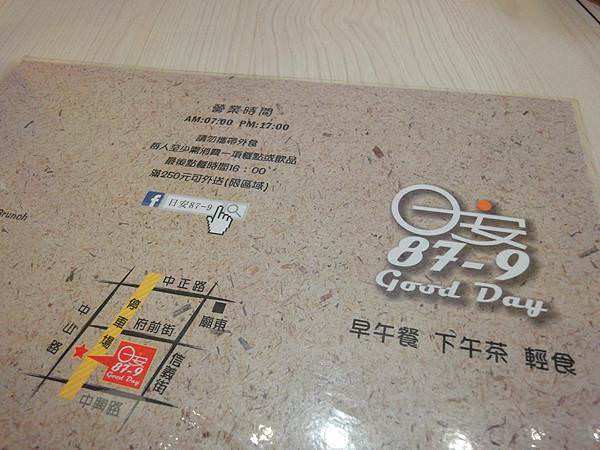 營業時間
AM:07:00 PM:17:00
請勿攜帶外食
每人至少需消費一項餐點或飲品
最後點餐時間16：00
滿250元可外送(限區域)
日安87-9
Brunch
日安
87-9
Good Day
早午餐 下午茶 輕食
中正路
中山路
停車場
府前街
廟東
信義街
日安
87-9
Good Day